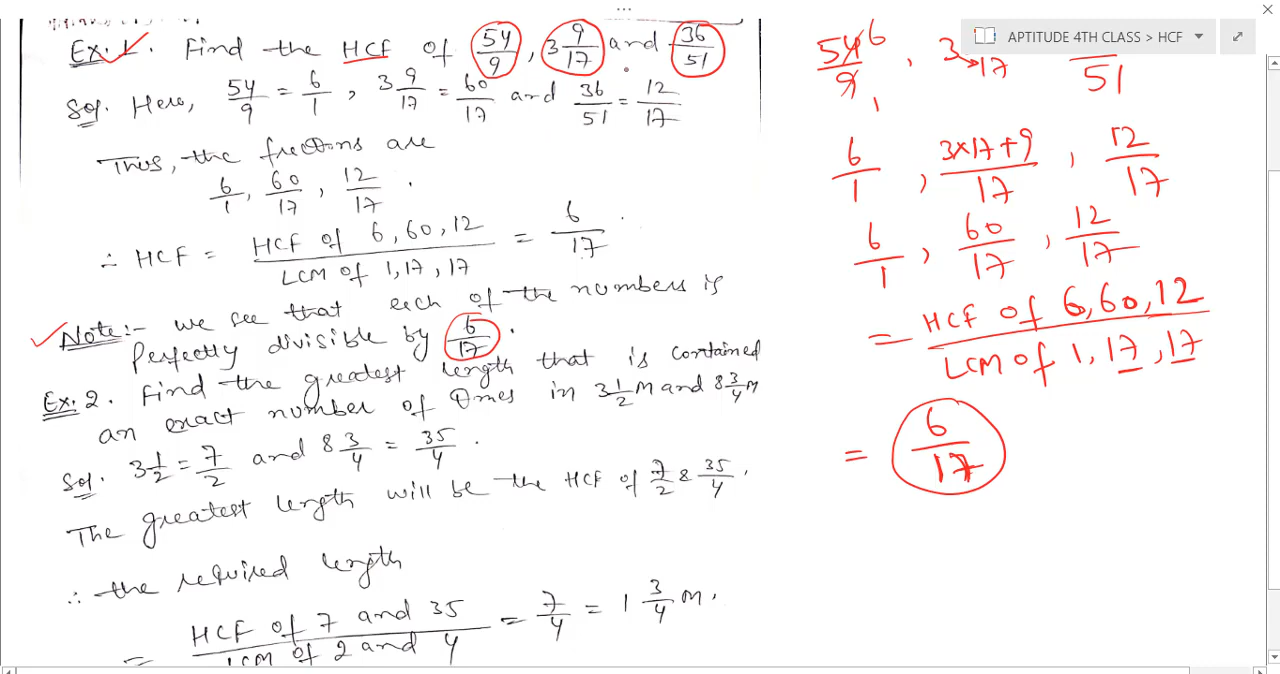 Ex. 1. Find the HCF of 54/9, 3 9/17 and 36/51
Sol. Here, 54/9 = 6/1, 3 9/17 = 60/17 and 36/51 = 12/17
Thus, the frections are
6/1, 60/17, 12/17.
∴ HCF = HCF of 6, 60, 12 / LCM of 1, 17, 17 = 6/17.
Note:- we see that each of the numbers is
perfectly divisible by 6/17.
Ex. 2. Find the greatest length that is contained
an exact number of times in 3 1/2 M and 8 3/4 M
Sol. 3 1/2 = 7/2 and 8 3/4 = 35/4.
The greatest length will be the HCF of 7/2 & 35/4.
∴ the required length
= HCF of 7 and 35 / LCM of 2 and 4 = 7/4 = 1 3/4 M.
APTITUDE 4TH CLASS > HCF
54/9 6/1, 3 /17 /51
6/1, 3×17+9/17, 12/17
6/1, 60/17, 12/17
= HCF of 6, 60, 12 / LCM of 1, 17, 17
= 6/17